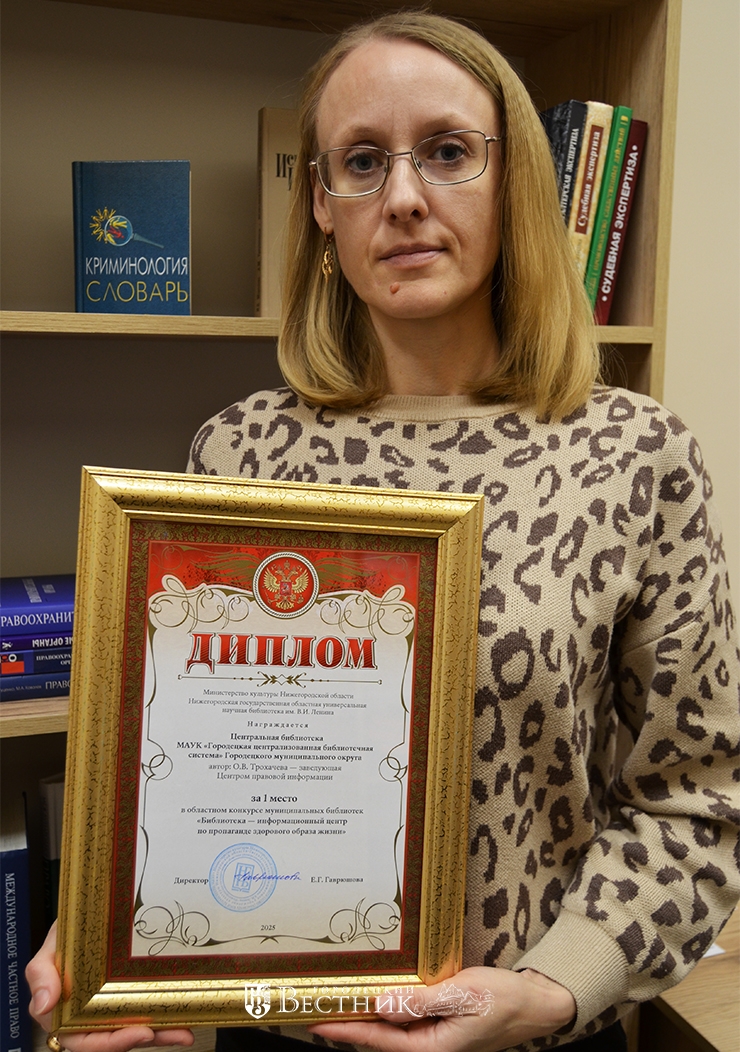 КРИМИНОЛОГИЯ
СЛОВАРЬ
Судебная экспертиза
• СУДЕБНАЯ ЭКСПЕРТИЗА •
ДИПЛОМ
Министерство культуры Нижегородской области
Нижегородская государственная областная универсальная
научная библиотека им. В.И. Ленина
Награждается
Центральная библиотека
МАУК «Городецкая централизованная библиотечная
система» Городецкого муниципального округа
автор: О.В. Трохачева — заведующая
Центром правовой информации
за 1 место
в областном конкурсе муниципальных библиотек
«Библиотека — информационный центр
по пропаганде здорового образа жизни»
Директор
Е.Г. Гаврюшова
2025
МЕЖДУНАРОДНОЕ ЧАСТНОЕ ПРАВО
ВЕСТНИК